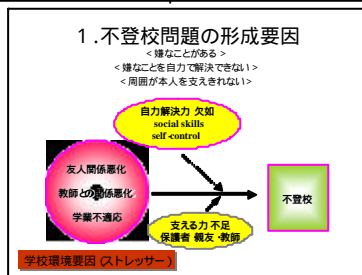 1.不登校問題の形成要因
<嫌なことがある>
<嫌なことを自力で解決できない>
<周囲が本人を支えきれない>
自力解決力 欠如
social skills
self-control
友人関係悪化
教師との関係悪化
学業不適応
不登校
支える力 不足
保護者 親友・教師
学校環境要因(ストレッサー)